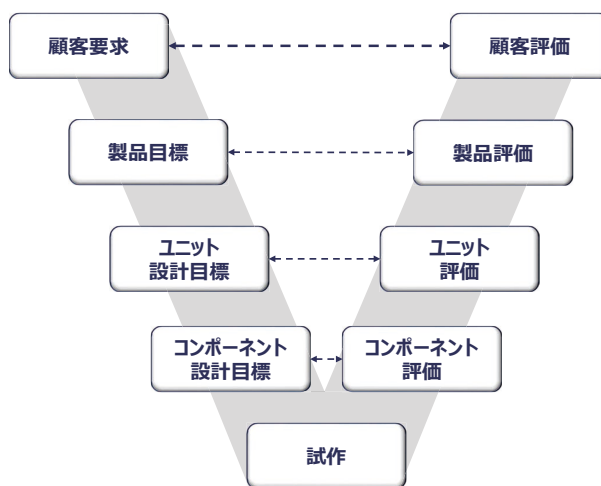 顧客要求
顧客評価
製品目標
製品評価
ユニット
設計目標
ユニット
評価
コンポーネント
設計目標
コンポーネント
評価
試作